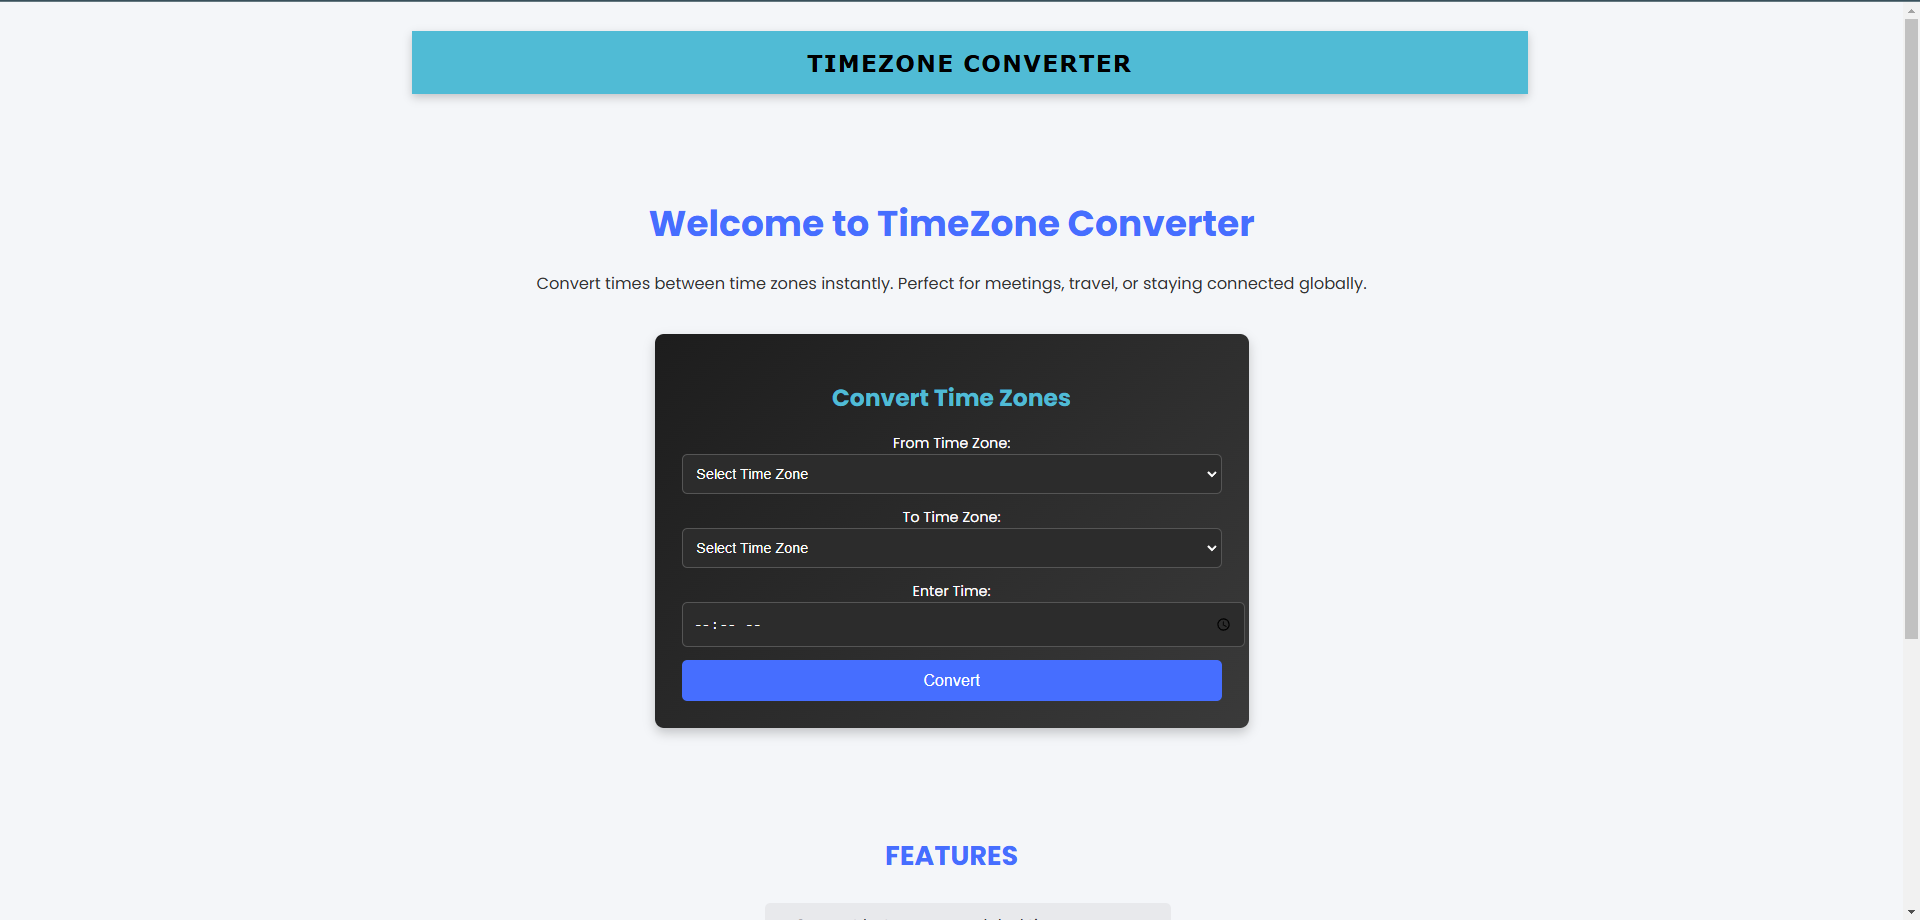 TIMEZONE CONVERTER
Welcome to TimeZone Converter
Convert times between time zones instantly. Perfect for meetings, travel, or staying connected globally.
Convert Time Zones
From Time Zone:
Select Time Zone
To Time Zone:
Select Time Zone
Enter Time:
--:-- --
Convert
FEATURES